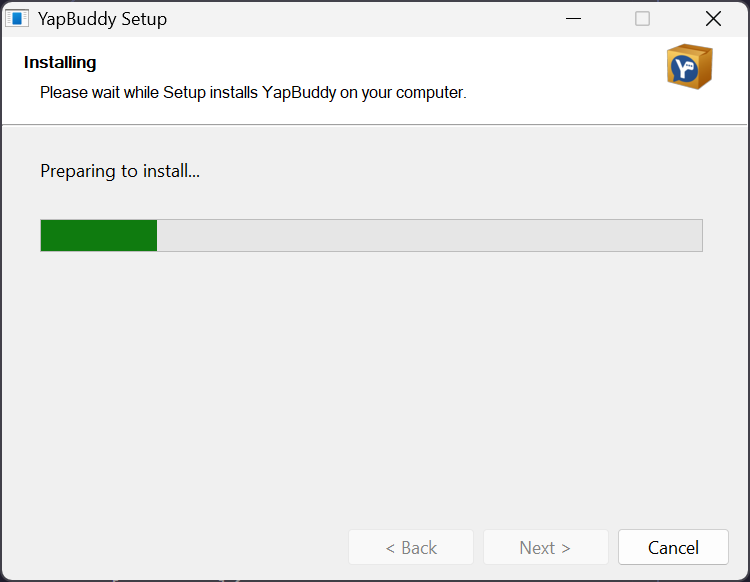 YapBuddy Setup
Installing
Please wait while Setup installs YapBuddy on your computer.
Y
Preparing to install...
< Back
Next >
Cancel